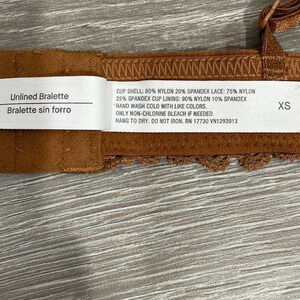 Unlined Bralette
Bralette sin forro
CUP SHELL: 80% NYLON 20% SPANDEX LACE: 75% NYLON
25% SPANDEX CUP LINING: 90% NYLON 10% SPANDEX
HAND WASH COLD WITH LIKE COLORS.
ONLY NON-CHLORINE BLEACH IF NEEDED.
HANG TO DRY. DO NOT IRON. RN 17730 VN1293913
XS